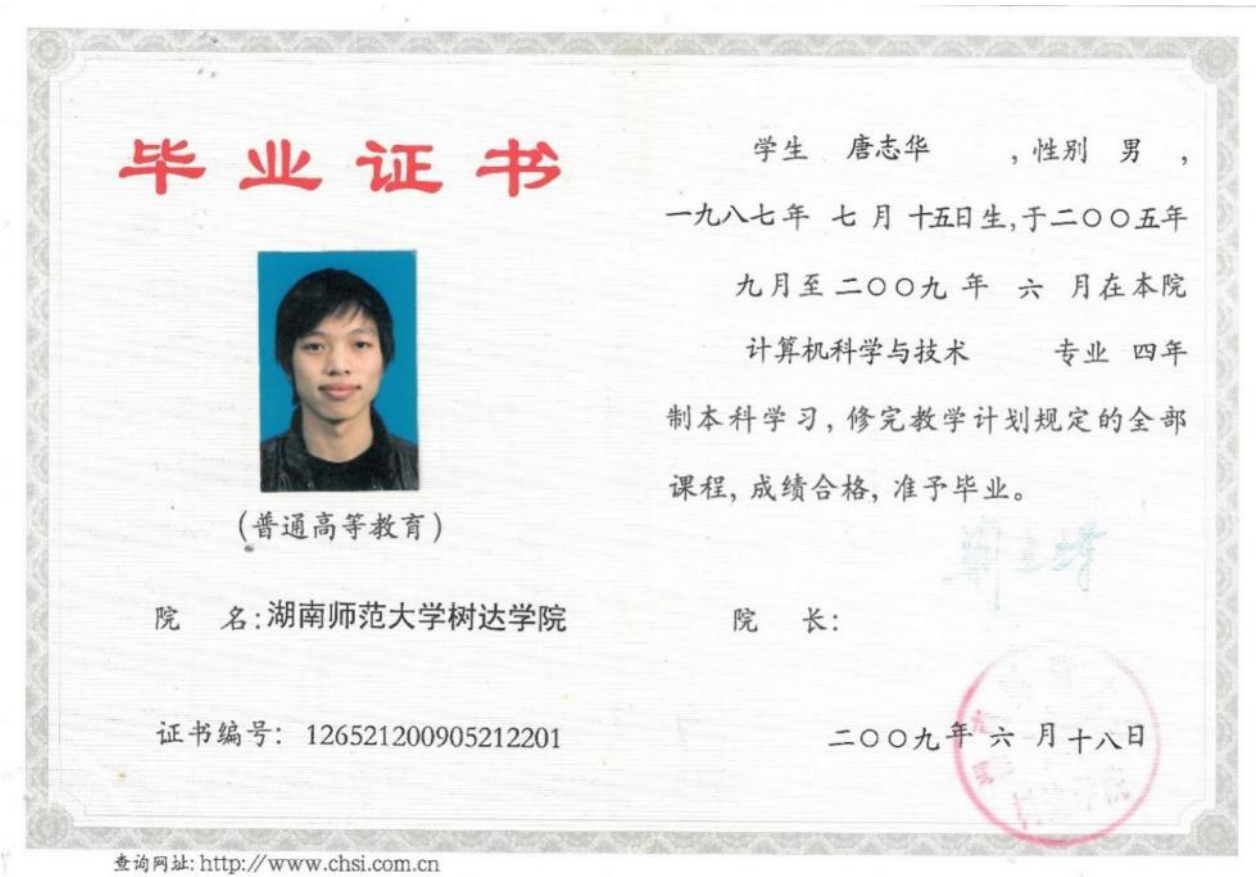 毕业证书
(普通高等教育)
院 名:湖南师范大学树达学院
证书编号: 126521200905212201
学生 唐志华 ,性别 男 ,
一九八七年 七 月 十五日生,于二〇〇五年
九月至 二〇〇九 年 六 月在本院
计算机科学与技术 专业 四年
制本科学习,修完教学计划规定的全部
课程,成绩合格,准予毕业。
院 长:
二〇〇九年 六 月十八日
查询网址: http://www.chsi.com.cn